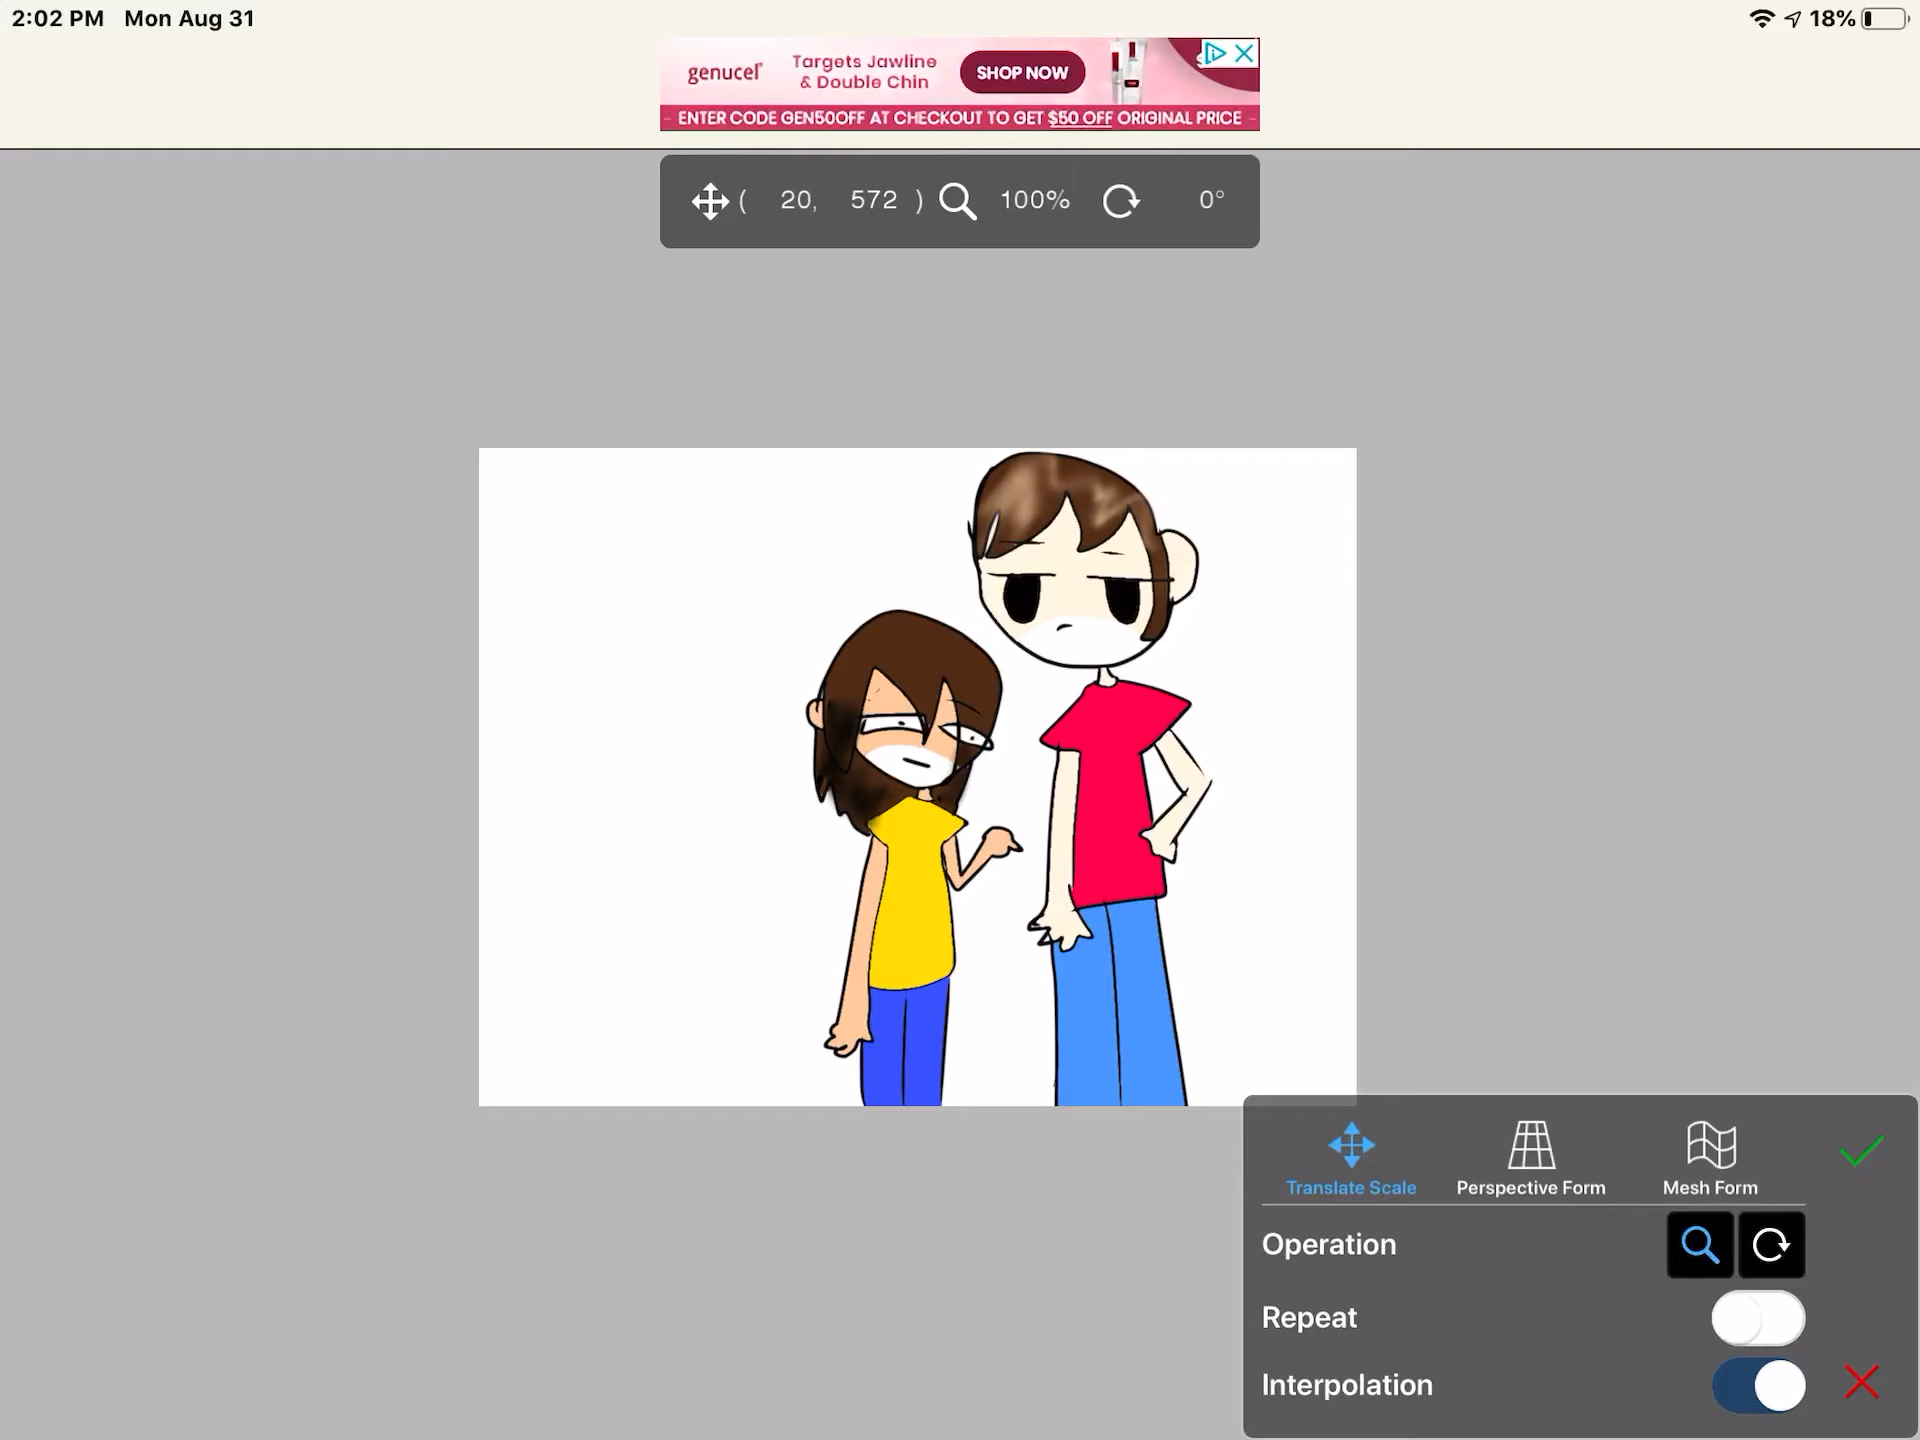 2:02 PM Mon Aug 31
18%
genucel
Targets Jawline
& Double Chin
SHOP NOW
ENTER CODE GEN50OFF AT CHECKOUT TO GET $50 OFF ORIGINAL PRICE
( 20, 572 ) 100% 0°
Translate Scale Perspective Form Mesh Form
Operation
Repeat
Interpolation